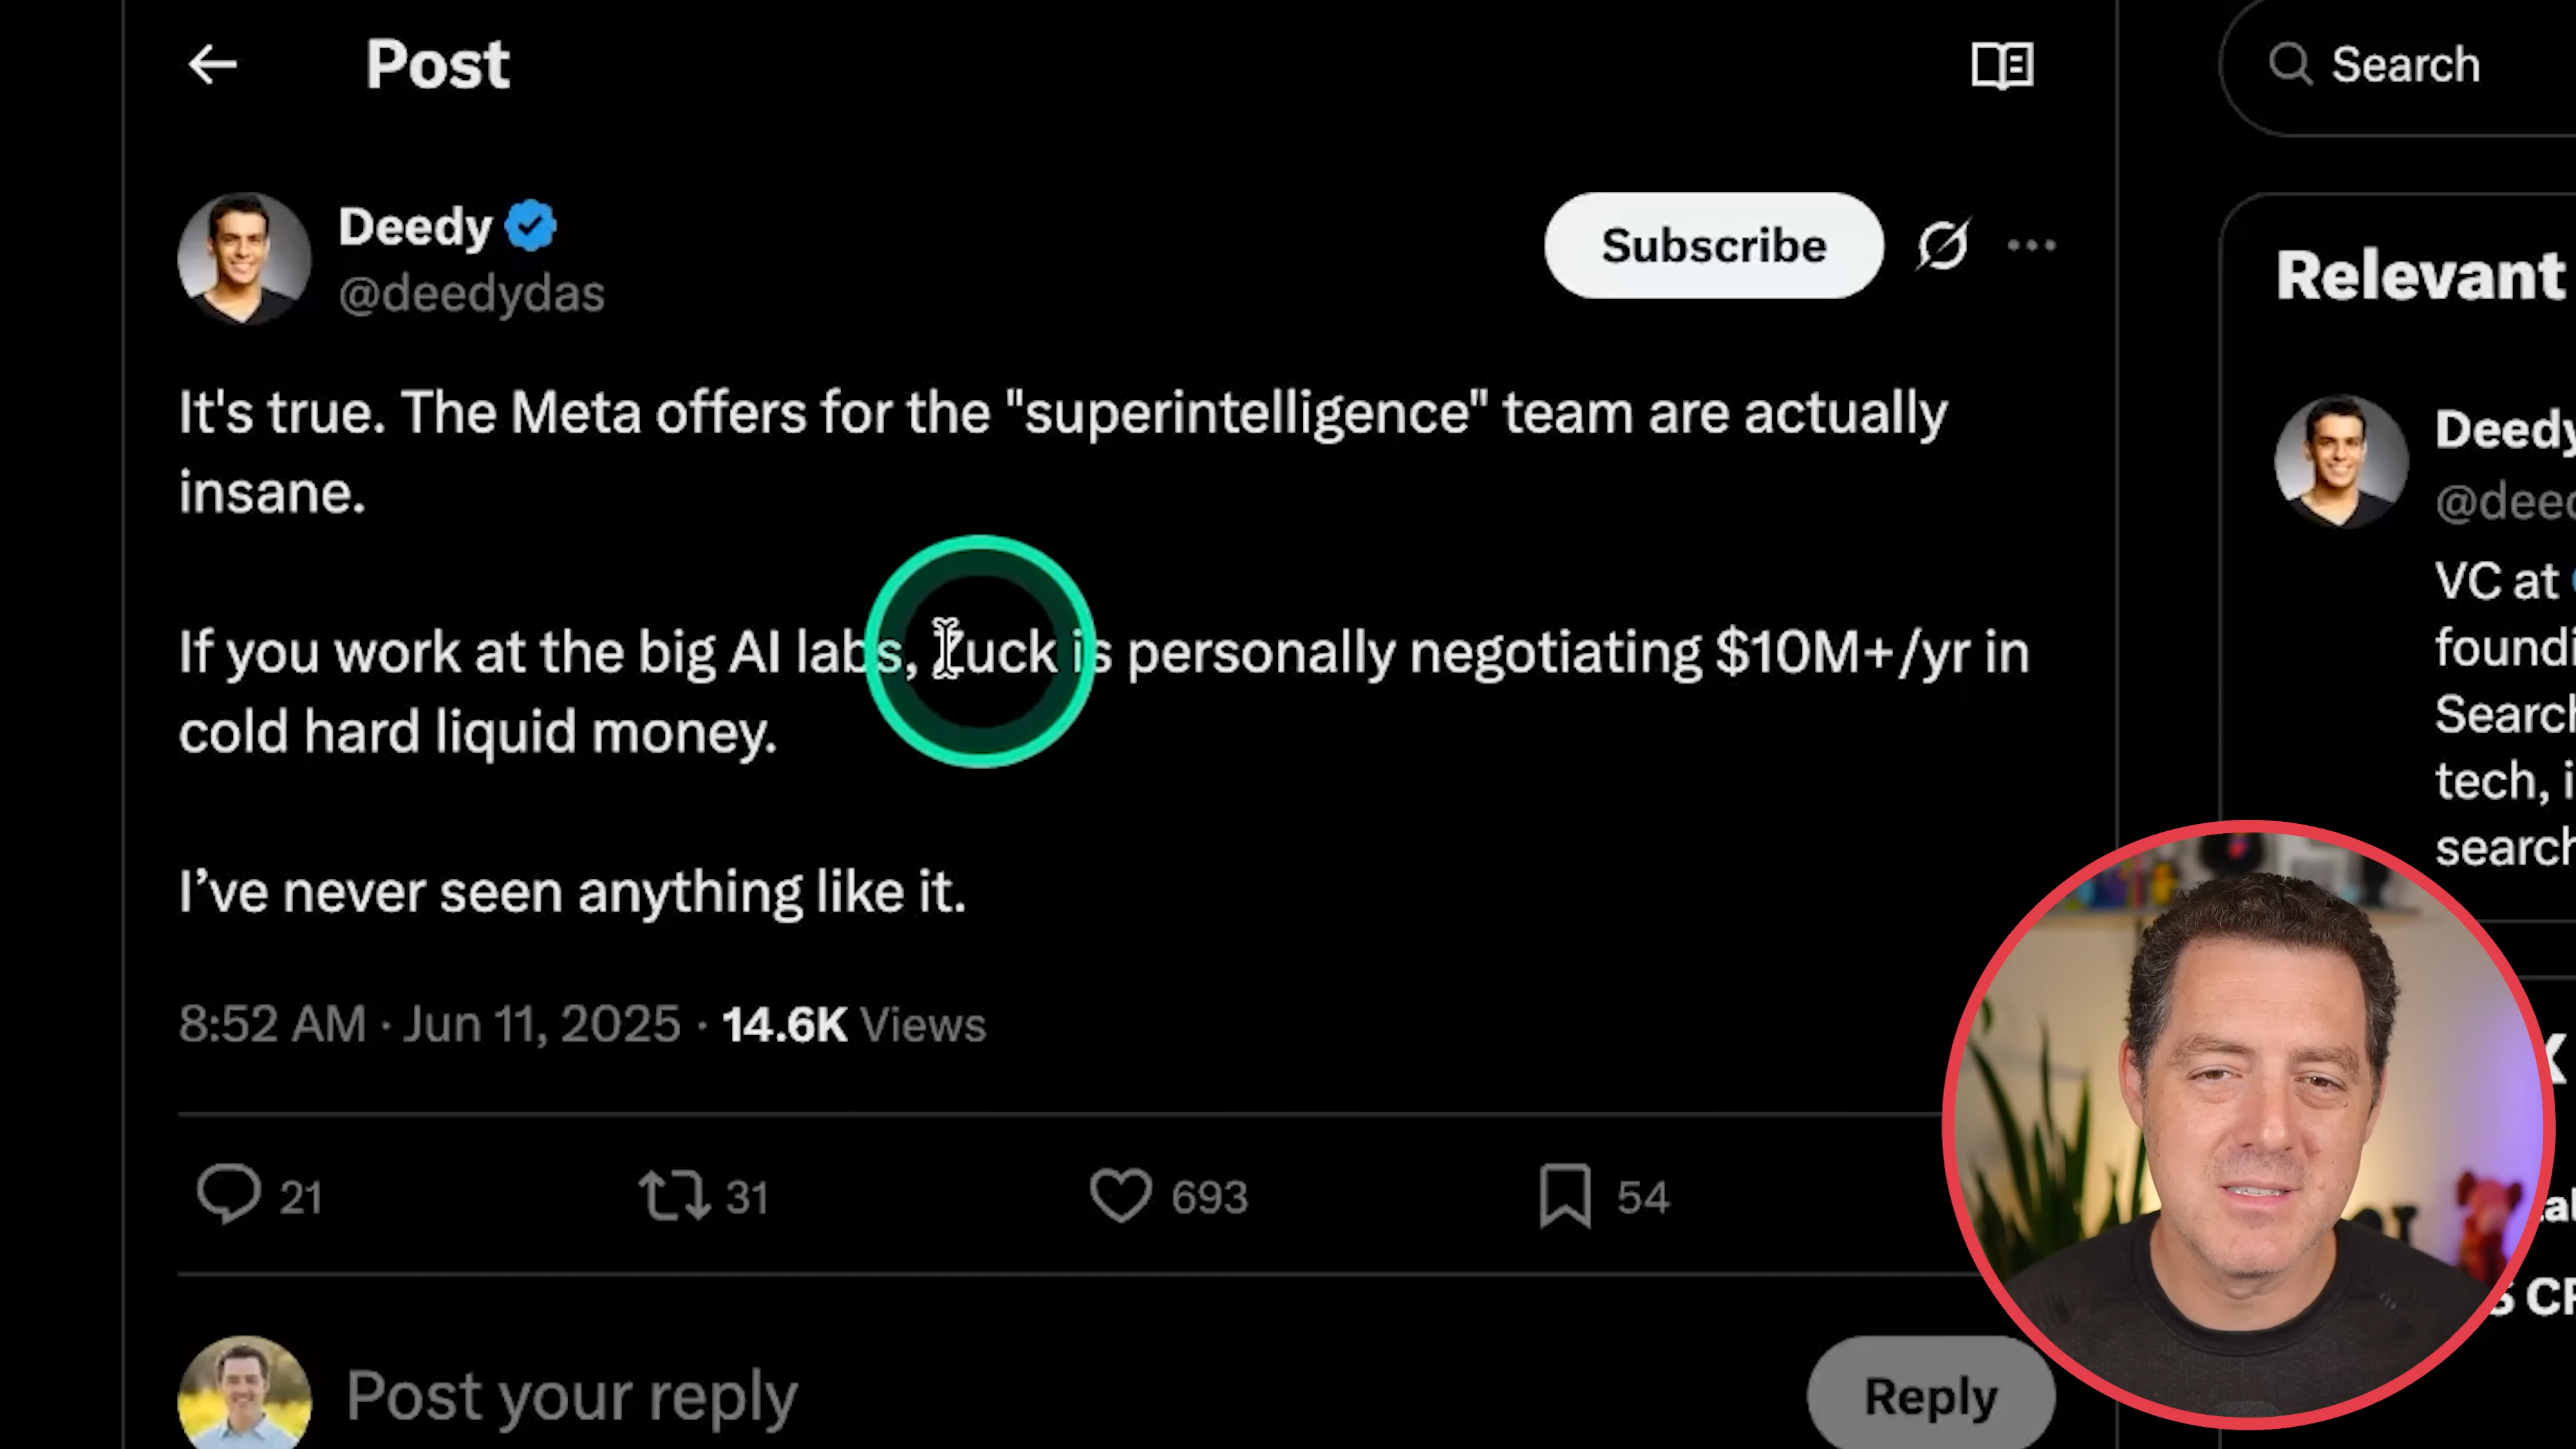 Post
Search
Deedy
@deedydas
Subscribe
It's true. The Meta offers for the "superintelligence" team are actually
insane.
If you work at the big AI labs, Zuck is personally negotiating $10M+/yr in
cold hard liquid money.
I’ve never seen anything like it.
8:52 AM · Jun 11, 2025 · 14.6K Views
21
31
693
54
Post your reply
Reply
Relevant
Deedy
@deed
VC at
foundi
Search
tech, i
search